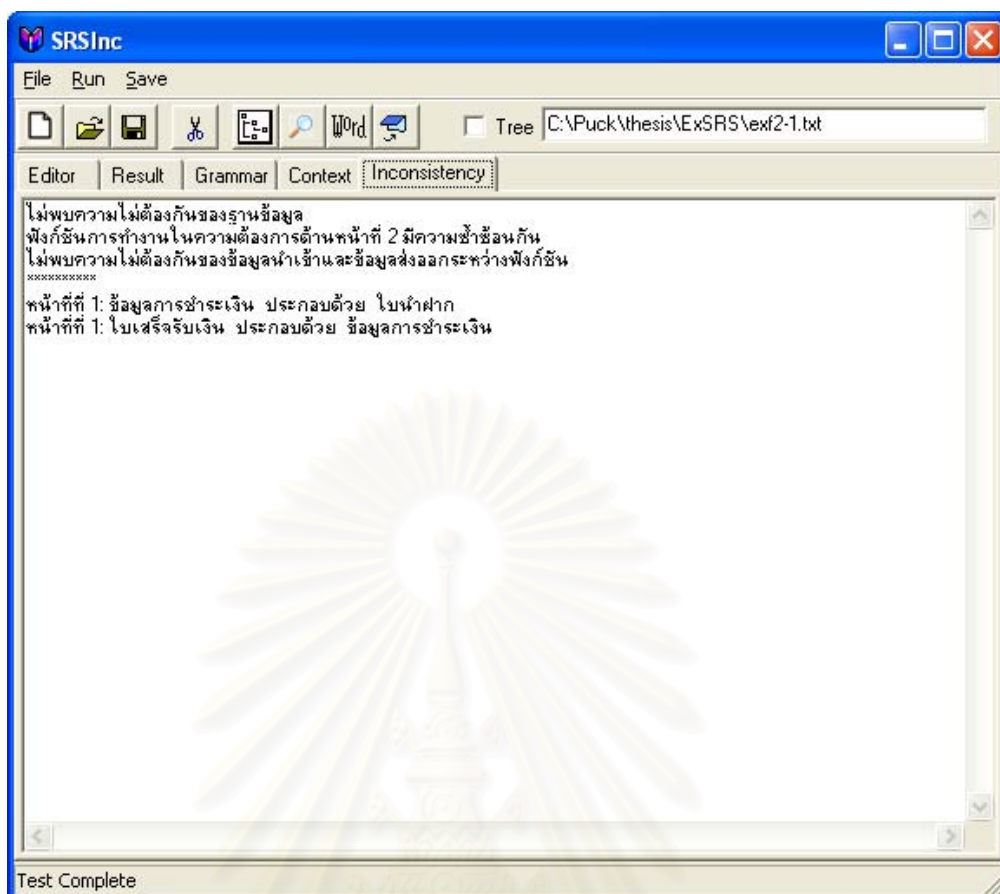 SRSInc
File Run Save
Word Tree C:\Puck\thesis\ExSRS\exf2-1.txt
Editor Result Grammar Context Inconsistency
ไม่พบความไม่ต้องกันของฐานข้อมูล
ฟังก์ชันการทำงานในความต้องการด้านหน้าที่ 2 มีความซ้ำซ้อนกัน
ไม่พบความไม่ต้องกันของข้อมูลนำเข้าและข้อมูลส่งออกระหว่างฟังก์ชัน
**********
หน้าที่ที่ 1: ข้อมูลการชำระเงิน ประกอบด้วย ใบนำฝาก
หน้าที่ที่ 1: ใบเสร็จรับเงิน ประกอบด้วย ข้อมูลการชำระเงิน
Test Complete